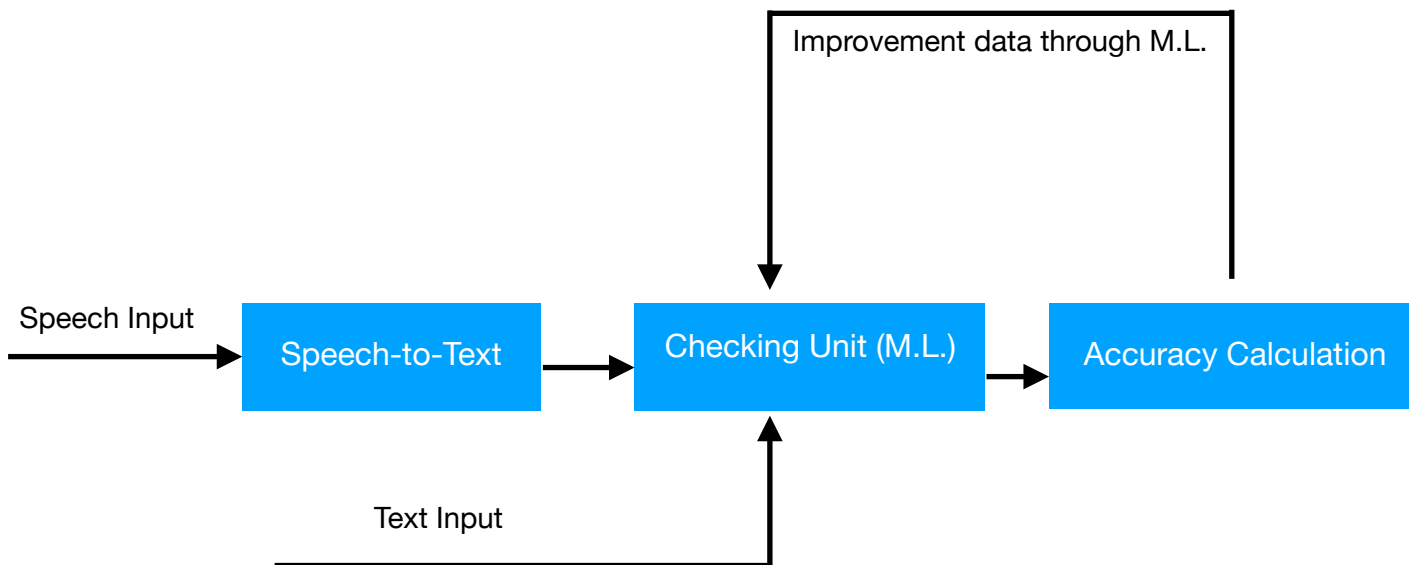 Improvement data through M.L.
Speech Input
Speech-to-Text
Checking Unit (M.L.)
Accuracy Calculation
Text Input